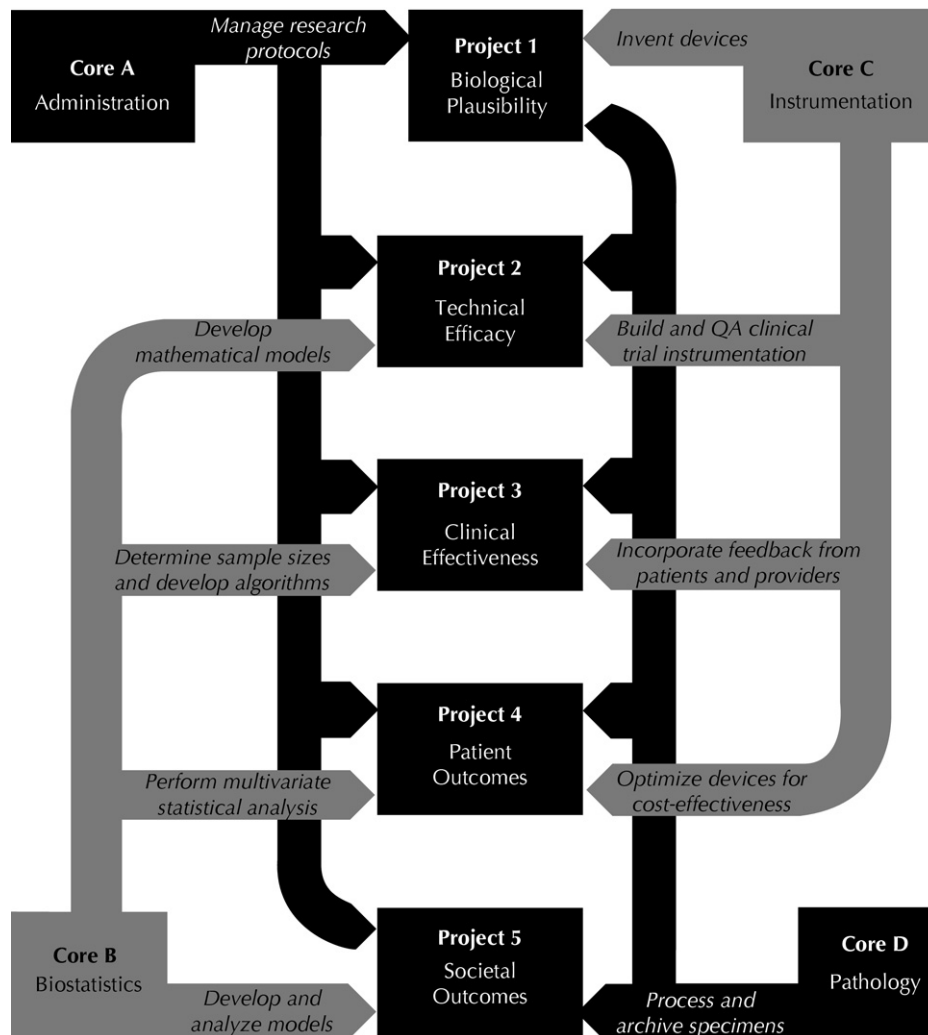 Manage research
protocols
Project 1
Biological
Plausibility
Invent devices
Core A
Administration
Core C
Instrumentation
Project 2
Technical
Efficacy
Develop
mathematical models
Build and QA clinical
trial instrumentation
Project 3
Clinical
Effectiveness
Determine sample sizes
and develop algorithms
Incorporate feedback from
patients and providers
Project 4
Patient
Outcomes
Perform multivariate
statistical analysis
Optimize devices for
cost-effectiveness
Project 5
Societal
Outcomes
Core B
Biostatistics
Core D
Pathology
Develop and
analyze models
Process and
archive specimens